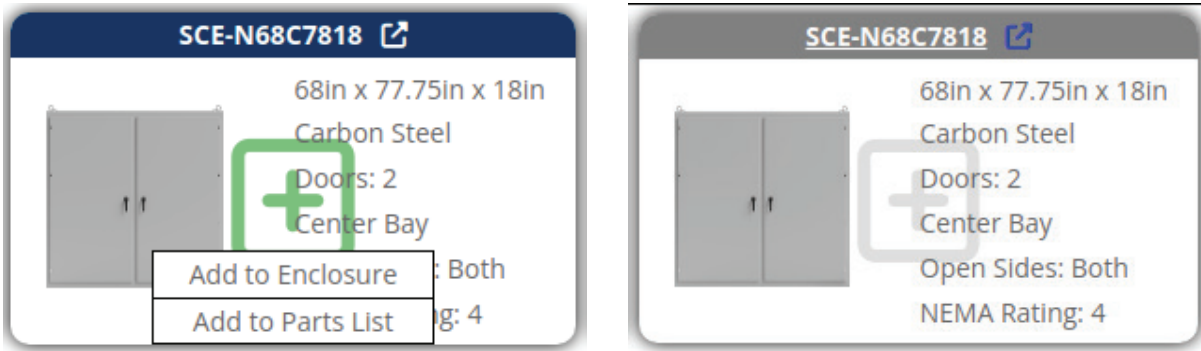 SCE-N68C7818
68in x 77.75in x 18in
Carbon Steel
Doors: 2
Center Bay
: Both
g: 4
Add to Enclosure
Add to Parts List
SCE-N68C7818
68in x 77.75in x 18in
Carbon Steel
Doors: 2
Center Bay
Open Sides: Both
NEMA Rating: 4